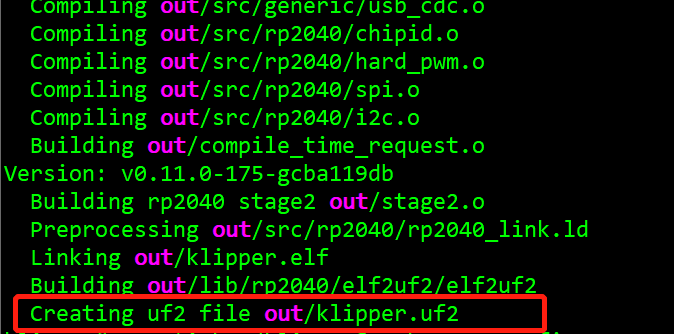 Compiling out/src/generic/usb_cdc.o
Compiling out/src/rp2040/chipid.o
Compiling out/src/rp2040/hard_pwm.o
Compiling out/src/rp2040/spi.o
Compiling out/src/rp2040/i2c.o
Building out/compile_time_request.o
Version: v0.11.0-175-gcba119db
Building rp2040 stage2 out/stage2.o
Preprocessing out/src/rp2040/rp2040_link.ld
Linking out/klipper.elf
Building out/lib/rp2040/elf2uf2/elf2uf2
Creating uf2 file out/klipper.uf2